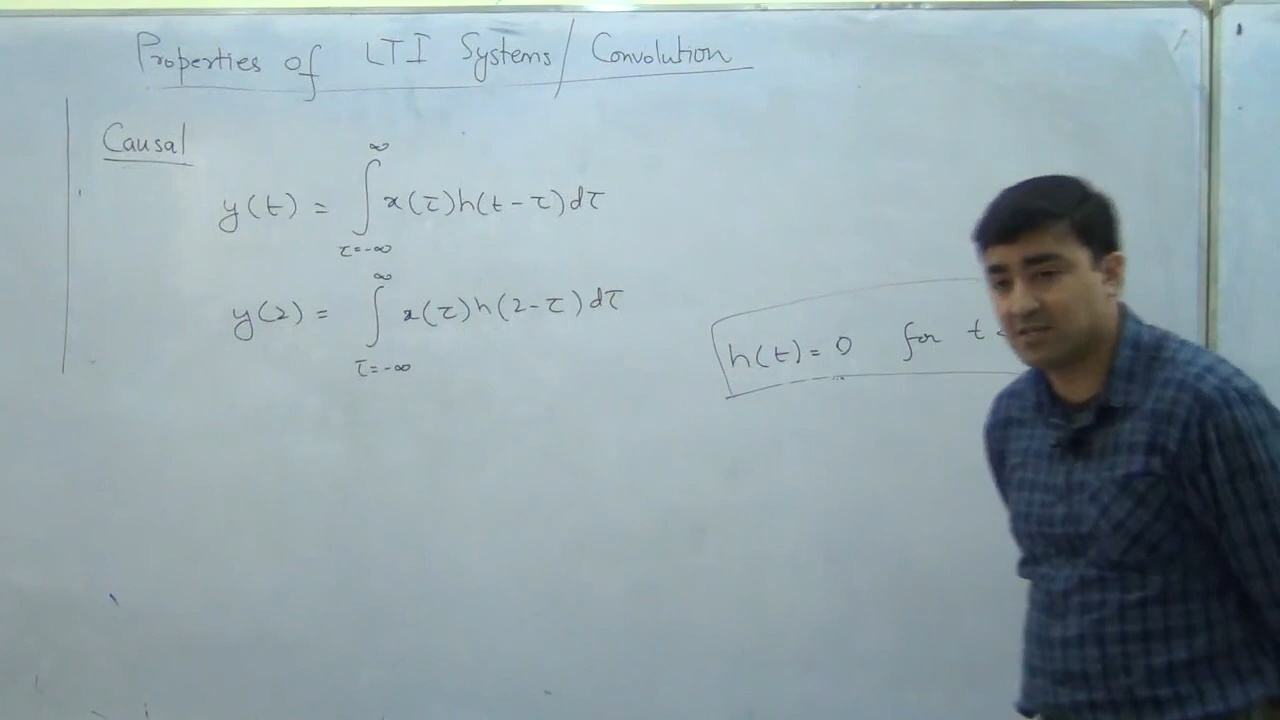 Properties of LTI Systems/Convolution
Causal
y(t) = ∫_{τ=-∞}^{∞} x(τ)h(t-τ)dτ
y(2) = ∫_{τ=-∞}^{∞} x(τ)h(2-τ)dτ
h(t)=0 for t <